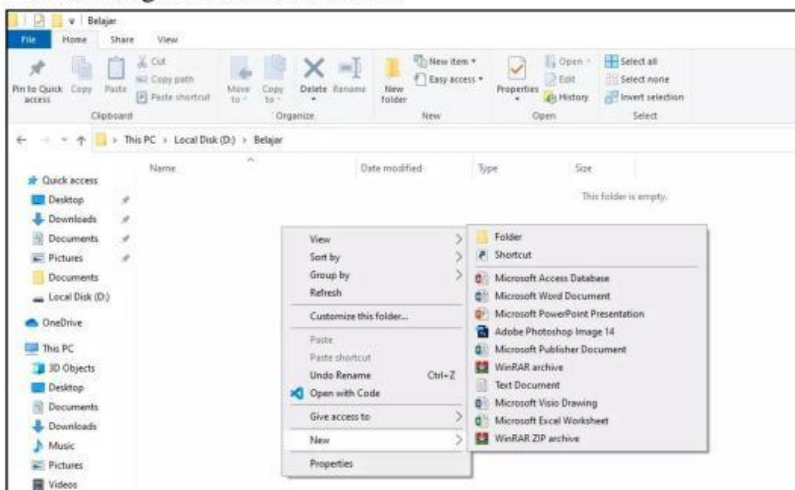 Belajar
File Home Share View
Pin to Quick access
Copy
Paste
Cut
Copy path
Paste shortcut
Clipboard
Move to
Copy to
Delete
Rename
Organize
New folder
New item
Easy access
New
Properties
Open
Edit
History
Open
Select all
Select none
Invert selection
Select
This PC > Local Disk (D:) > Belajar
Name Date modified Type Size
This folder is empty.
Quick access
Desktop
Downloads
Documents
Pictures
Documents
Local Disk (D:)
OneDrive
This PC
3D Objects
Desktop
Documents
Downloads
Music
Pictures
Videos
View
Sort by
Group by
Refresh
Customize this folder...
Paste
Paste shortcut
Undo Rename Ctrl+Z
Open with Code
Give access to
New
Properties
Folder
Shortcut
Microsoft Access Database
Microsoft Word Document
Microsoft PowerPoint Presentation
Adobe Photoshop Image 14
Microsoft Publisher Document
WinRAR archive
Text Document
Microsoft Visio Drawing
Microsoft Excel Worksheet
WinRAR ZIP archive